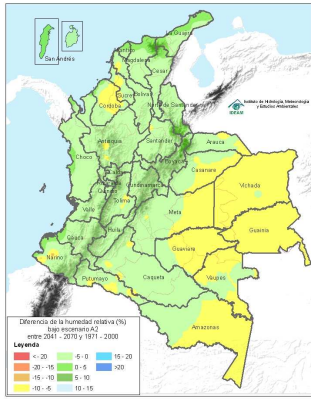 La Guajira
San Andrés
Atlántico
Magdalena
Cesar
Sucre
Bolívar
Norte de Santander
Córdoba
Instituto de Hidrología, Meteorología
y Estudios Ambientales
IDEAM
Antioquia
Santander
Arauca
Choco
Boyacá
Casanare
Caldas
Cundinamarca
Vichada
Quindío
Tolima
Valle
Meta
Guainía
Huila
Cauca
Guaviare
Nariño
Vaupés
Putumayo
Caqueta
Amazonas
Diferencia de la humedad relativa (%)
bajo escenario A2
entre 2041 - 2070 y 1971 - 2000
Leyenda
< - 20
-5 - 0
15 - 20
-20 - -15
0 - 5
>20
-15 - -10
5 - 10
-10 - -5
10 - 15